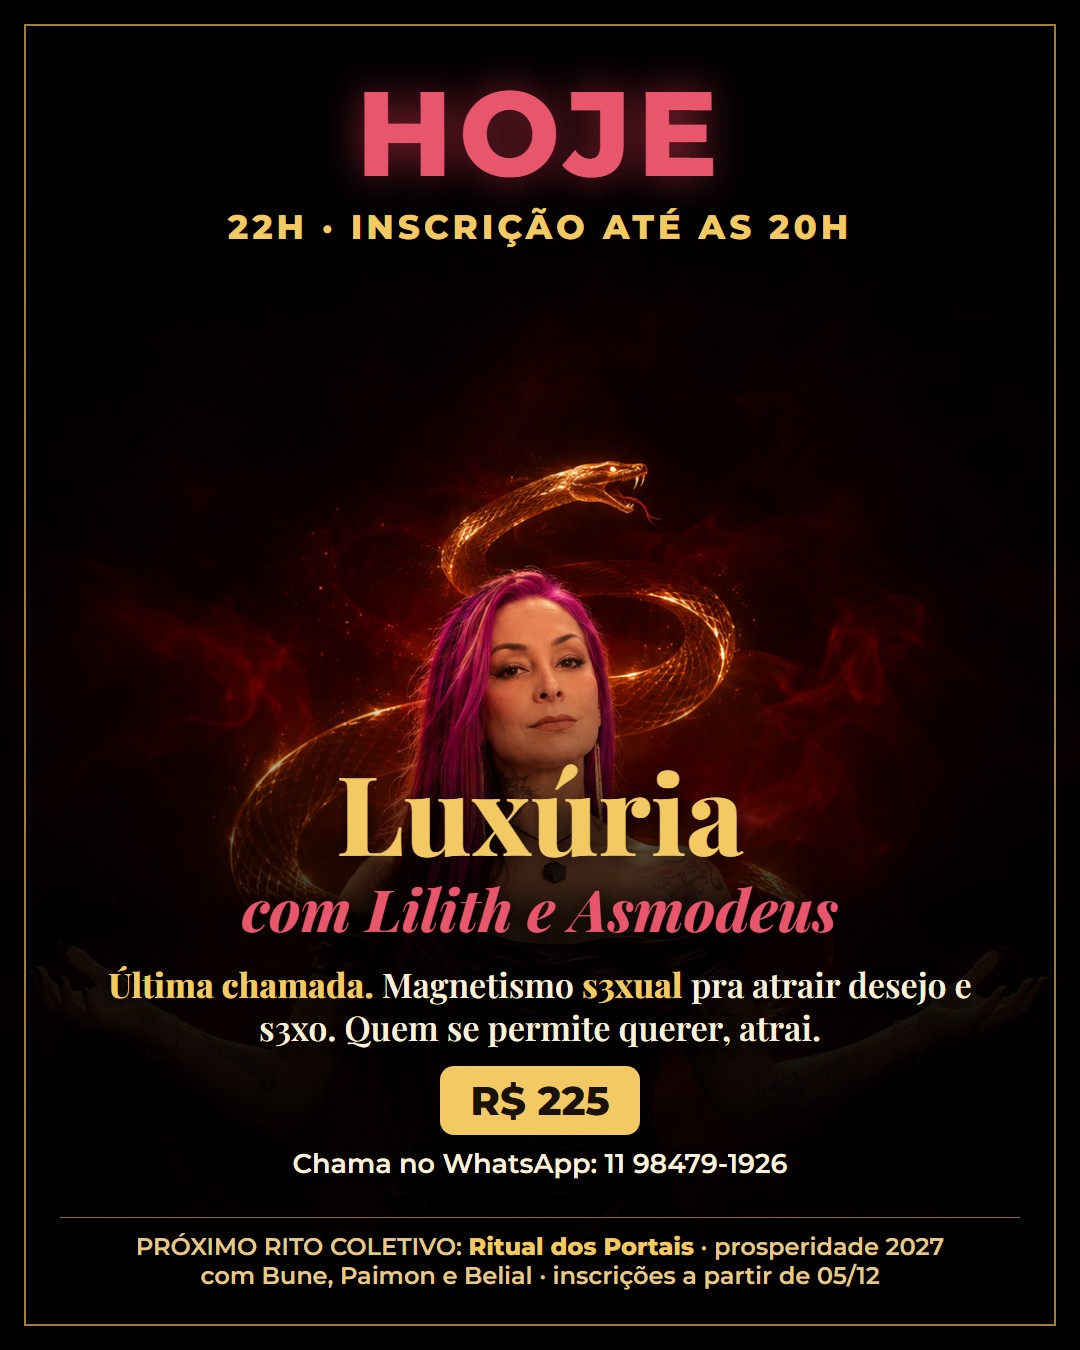 HOJE
22H · INSCRIÇÃO ATÉ AS 20H
Luxúria
com Lilith e Asmodeus
Última chamada. Magnetismo s3xual pra atrair desejo e
s3xo. Quem se permite querer, atrai.
R$ 225
Chama no WhatsApp: 11 98479-1926
PRÓXIMO RITO COLETIVO: Ritual dos Portais · prosperidade 2027
com Bune, Paimon e Belial · inscrições a partir de 05/12